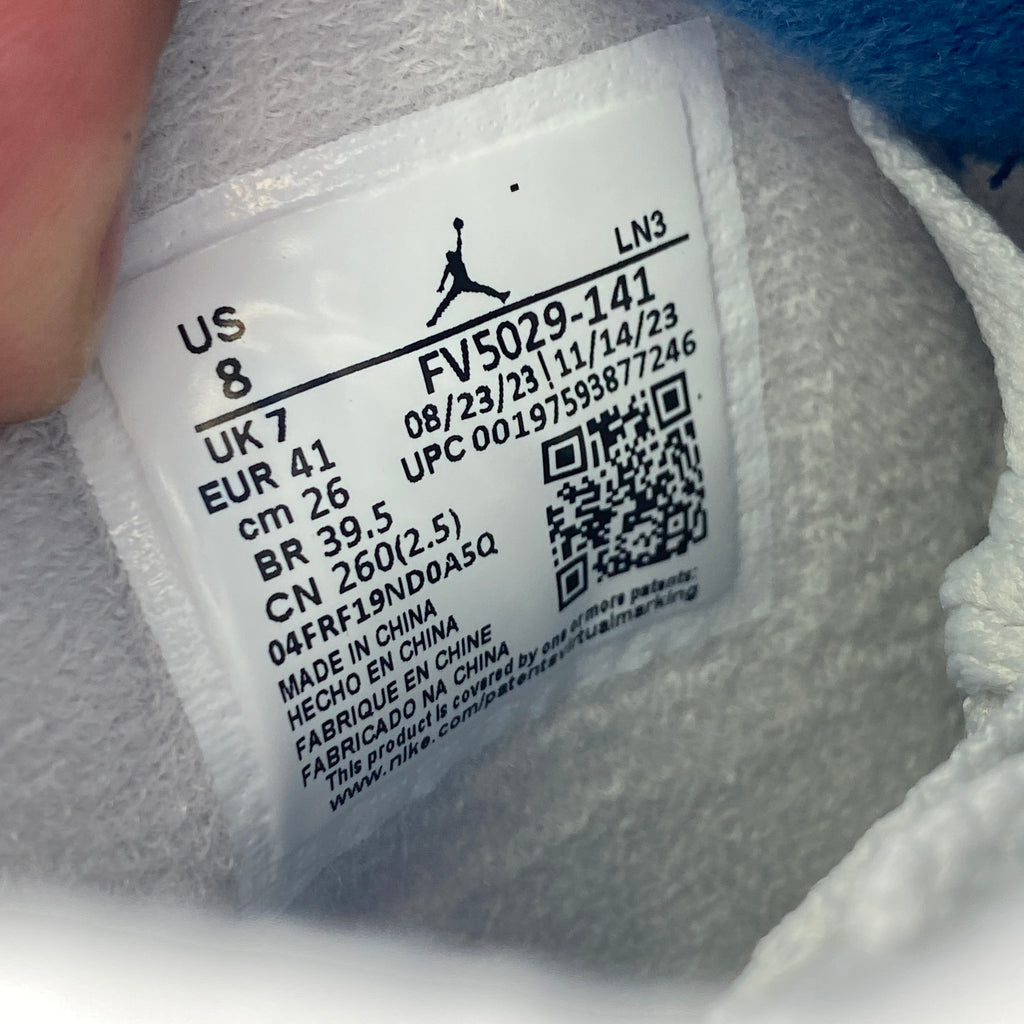 LN3
US
8
FV5029-141
08/23/23|11/14/23
UPC 00197593877246
UK 7
EUR 41
cm 26
BR 39.5
CN 260(2.5)
04FRF19ND0A5Q
MADE IN CHINA
HECHO EN CHINA
FABRIQUE EN CHINE
FABRICADO NA CHINA
This product is covered by one or more patents:
www.nike.com/patentsvirtualmarking